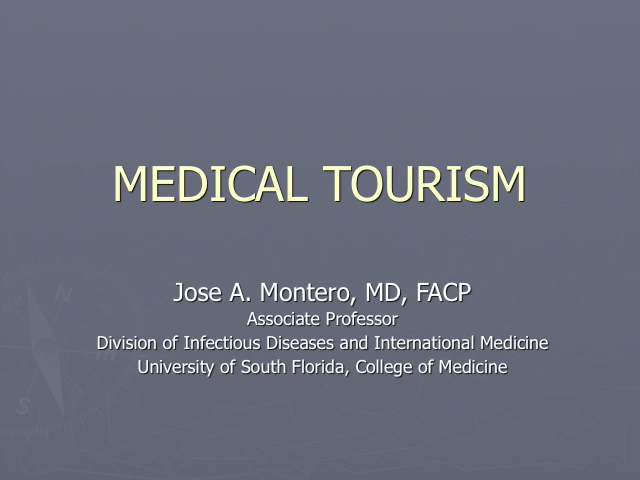 MEDICAL TOURISM
Jose A. Montero, MD, FACP
Associate Professor
Division of Infectious Diseases and International Medicine
University of South Florida, College of Medicine
N
S